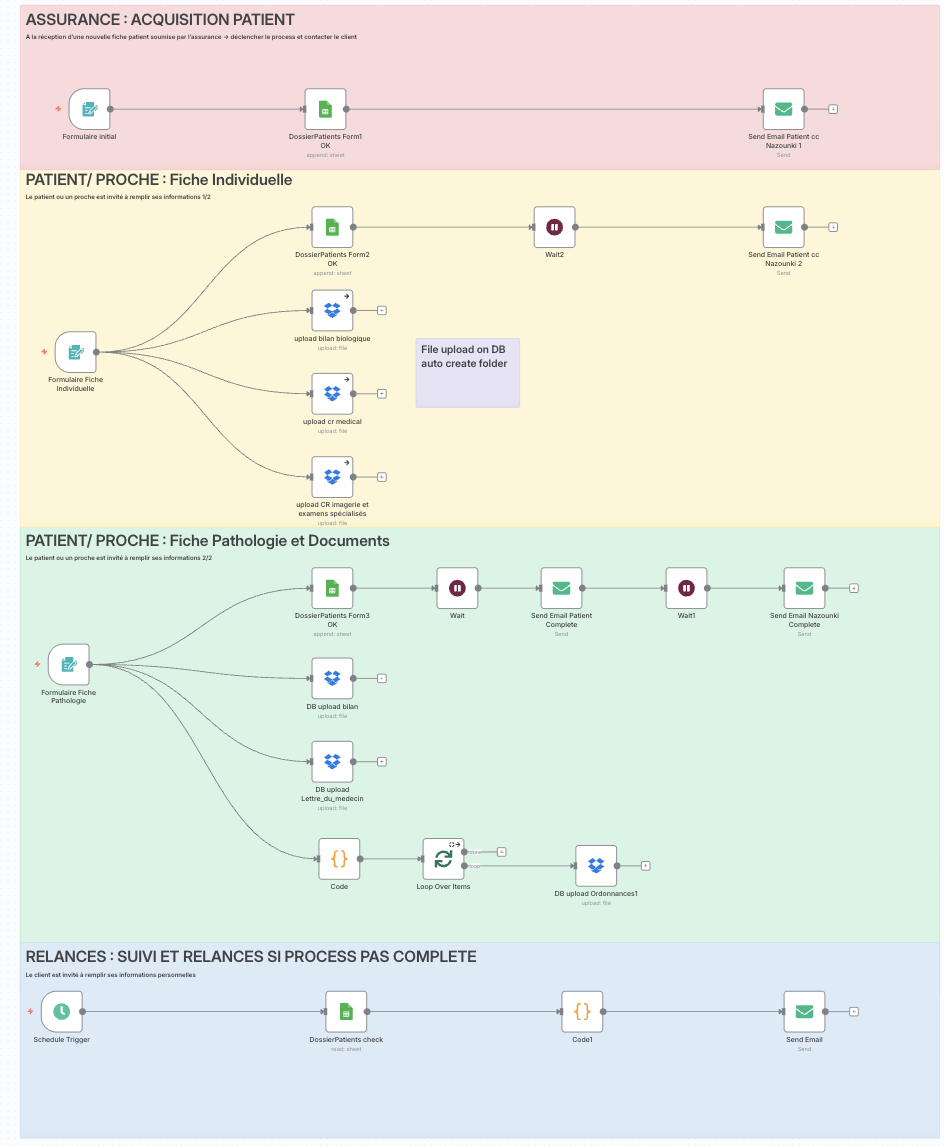 ASSURANCE : ACQUISITION PATIENT
A la réception d'une nouvelle fiche patient soumise par l'assurance → déclencher le process et contacter le client
Formulaire initial
DossierPatients Form1
OK
append: sheet
Send Email Patient cc
Nazounki 1
Send
PATIENT/ PROCHE : Fiche Individuelle
Le patient ou un proche est invité à remplir ses informations 1/2
DossierPatients Form2
OK
append: sheet
Wait2
Send Email Patient cc
Nazounki 2
Send
upload bilan biologique
upload: file
File upload on DB
auto create folder
Formulaire Fiche
Individuelle
upload cr medical
upload: file
upload CR imagerie et
examens spécialisés
upload: file
PATIENT/ PROCHE : Fiche Pathologie et Documents
Le patient ou un proche est invité à remplir ses informations 2/2
DossierPatients Form3
OK
append: sheet
Wait
Send Email Patient
Complete
Send
Wait1
Send Email Nazounki
Complete
Send
Formulaire Fiche
Pathologie
DB upload bilan
upload: file
DB upload
Lettre_du_medecin
upload: file
Code
Loop Over Items
done
loop
DB upload Ordonnances1
upload: file
RELANCES : SUIVI ET RELANCES SI PROCESS PAS COMPLETE
Le client est invité à remplir ses informations personnelles
Schedule Trigger
DossierPatients check
read: sheet
Code1
Send Email
Send